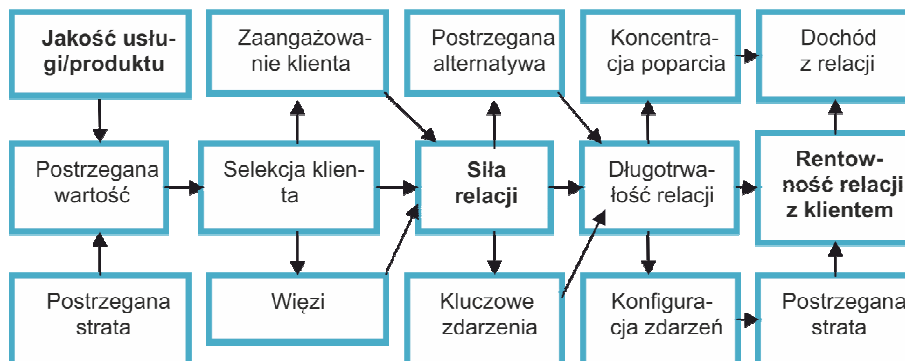 Jakość usłu-
gi/produktu
Zaangażowa-
nie klienta
Postrzegana
alternatywa
Koncentra-
cja poparcia
Dochód
z relacji
Postrzegana
wartość
Selekcja klien-
ta
Siła
relacji
Długotrwa-
łość relacji
Rentow-
ność relacji
z klientem
Postrzegana
strata
Więzi
Kluczowe
zdarzenia
Konfigura-
cja zdarzeń
Postrzegana
strata